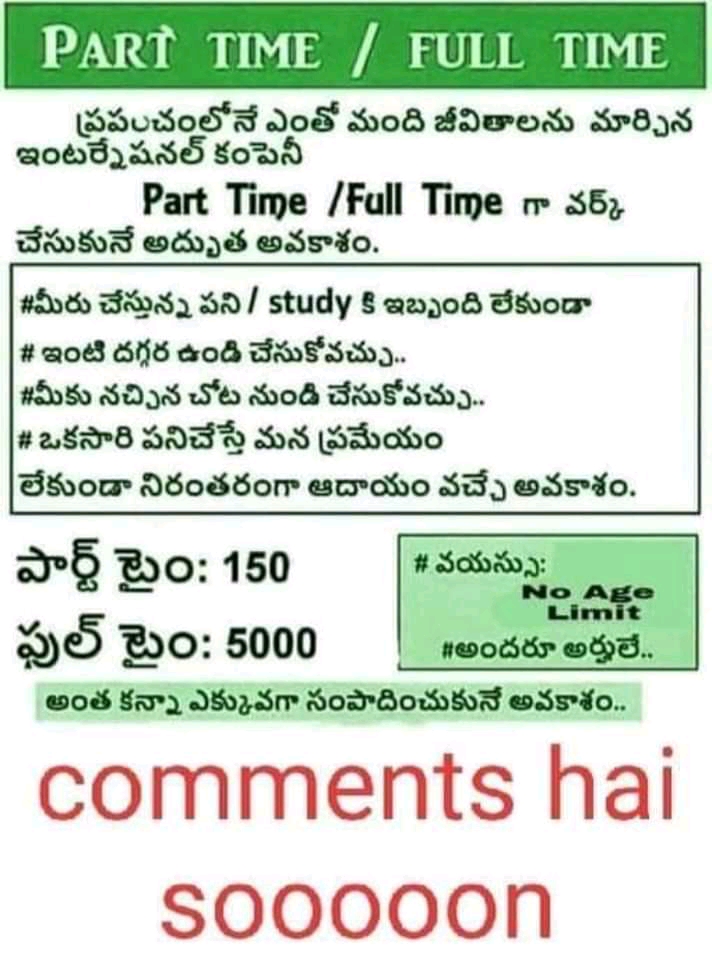 PART TIME / FULL TIME
ప్రపంచంలోనే ఎంతో మంది జీవితాలను మార్చిన
ఇంటర్నేషనల్ కంపెనీ
Part Time /Full Time గా వర్క్
చేసుకునే అద్భుత అవకాశం.
#మీరు చేస్తున్న పని / study కి ఇబ్బంది లేకుండా
# ఇంటి దగ్గర ఉండి చేసుకోవచ్చు..
#మీకు నచ్చిన చోట నుండి చేసుకోవచ్చు..
# ఒకసారి పనిచేస్తే మన ప్రమేయం
లేకుండా నిరంతరంగా ఆదాయం వచ్చే అవకాశం.
పార్ట్ టైం: 150
ఫుల్ టైం: 5000
# వయస్సు:
No Age
Limit
#అందరూ అర్హులే..
అంత కన్నా ఎక్కువగా సంపాదించుకునే అవకాశం..
comments hai
sooooon